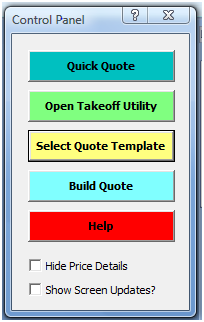 Control Panel
Quick Quote
Open Takeoff Utility
Select Quote Template
Build Quote
Help
Hide Price Details
Show Screen Updates?